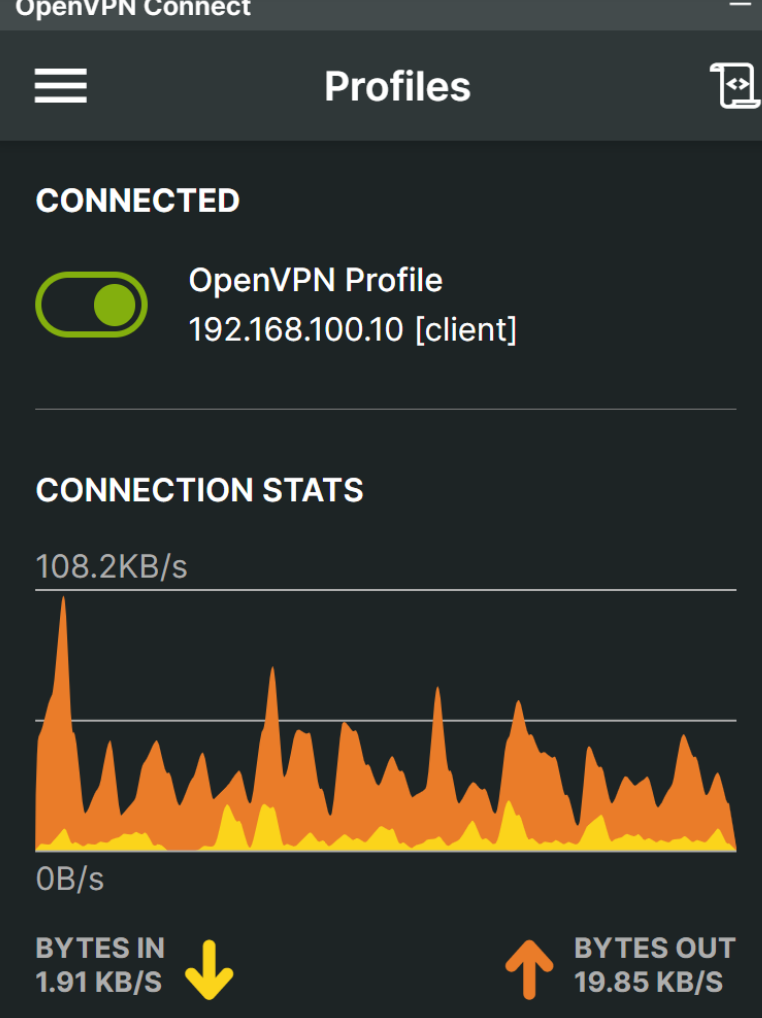 OpenVPN Connect
Profiles
CONNECTED
OpenVPN Profile
192.168.100.10 [client]
CONNECTION STATS
108.2KB/s
0B/s
BYTES IN
1.91 KB/S
BYTES OUT
19.85 KB/S